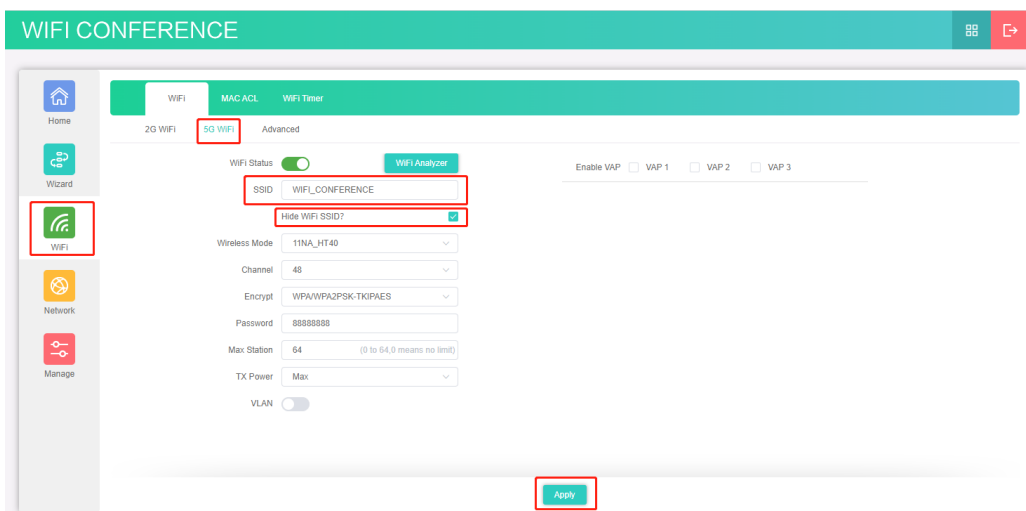 WIFI CONFERENCE
Home
Wizard
WiFi
Network
Manage
WiFi MAC ACL WiFi Timer
2G WiFi 5G WiFi Advanced
WiFi Status WiFi Analyzer
SSID WIFI_CONFERENCE
Hide WiFi SSID?
Wireless Mode 11NA_HT40
Channel 48
Encrypt WPA/WPA2PSK-TKIPAES
Password 88888888
Max Station 64 (0 to 64,0 means no limit)
TX Power Max
VLAN
Enable VAP VAP 1 VAP 2 VAP 3
Apply